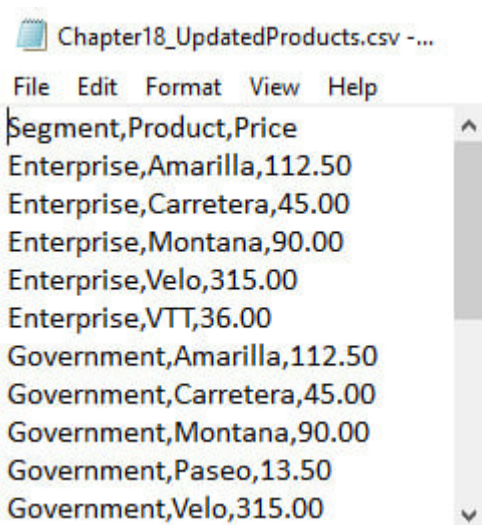 Chapter18_UpdatedProducts.csv -...
File Edit Format View Help
Segment,Product,Price
Enterprise,Amarilla,112.50
Enterprise,Carretera,45.00
Enterprise,Montana,90.00
Enterprise,Velo,315.00
Enterprise,VTT,36.00
Government,Amarilla,112.50
Government,Carretera,45.00
Government,Montana,90.00
Government,Paseo,13.50
Government,Velo,315.00